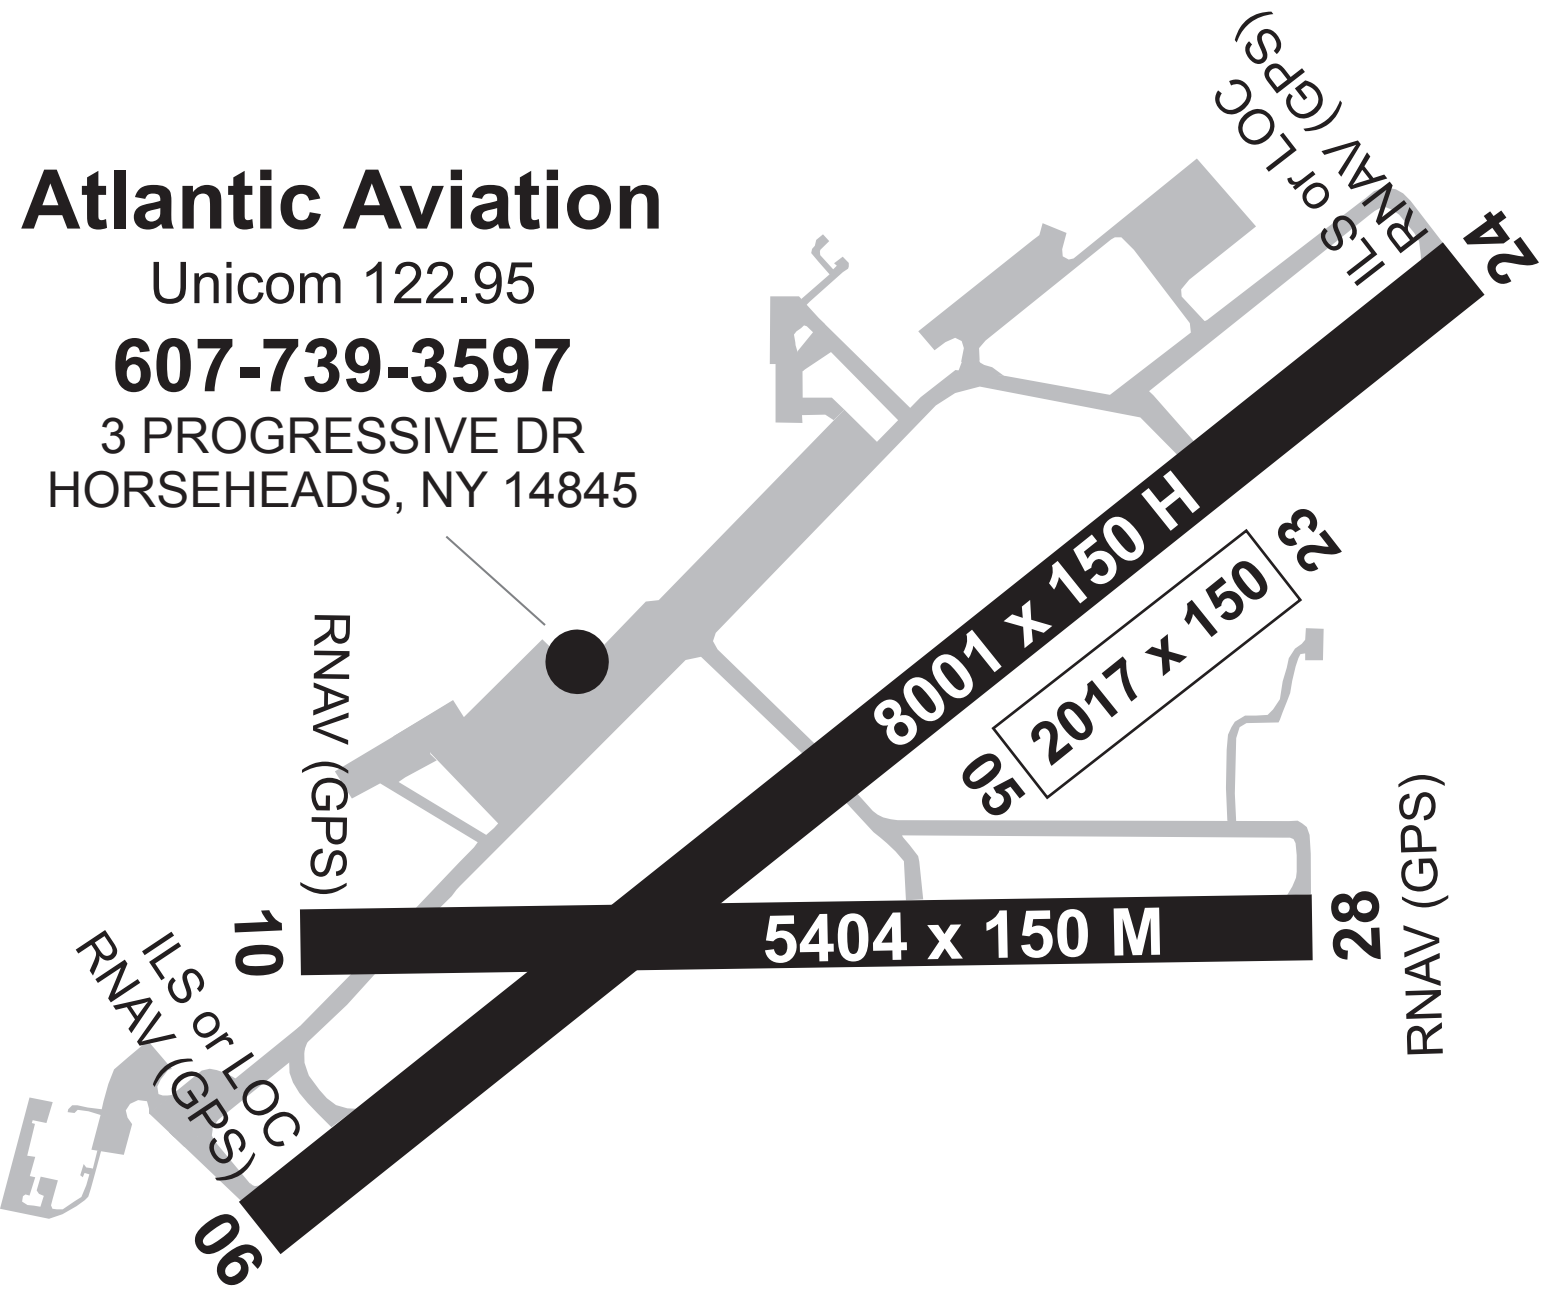 Atlantic Aviation
Unicom 122.95
607-739-3597
3 PROGRESSIVE DR
HORSEHEADS, NY 14845
ILS or LOC
RNAV (GPS)
24
8001 x 150 H
23
2017 x 150
05
RNAV (GPS)
10
5404 x 150 M
28
RNAV (GPS)
ILS or LOC
RNAV (GPS)
06